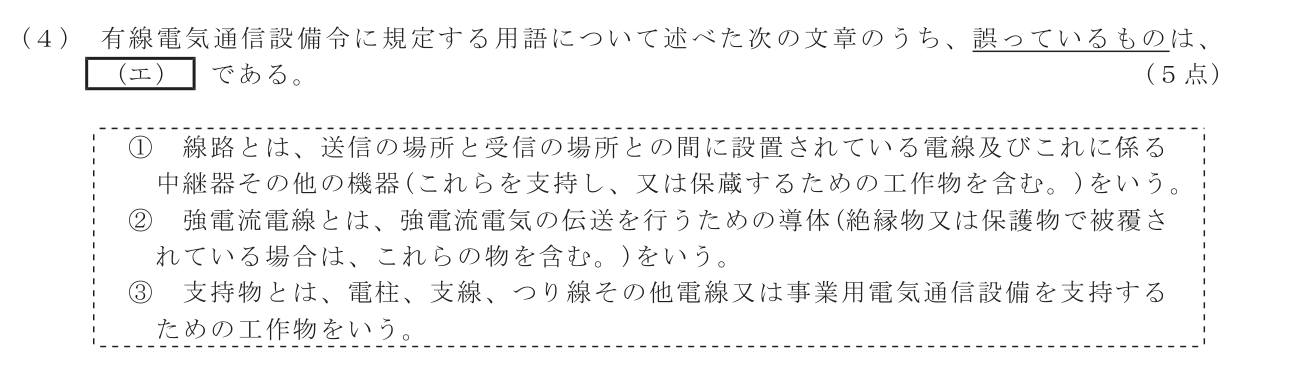 (４) 有線電気通信設備令に規定する用語について述べた次の文章のうち、誤っているものは、
(エ) である。 (５点)
① 線路とは、送信の場所と受信の場所との間に設置されている電線及びこれに係る
中継器その他の機器(これらを支持し、又は保蔵するための工作物を含む。)をいう。
② 強電流電線とは、強電流電気の伝送を行うための導体(絶縁物又は保護物で被覆さ
れている場合は、これらの物を含む。)をいう。
③ 支持物とは、電柱、支線、つり線その他電線又は事業用電気通信設備を支持する
ための工作物をいう。